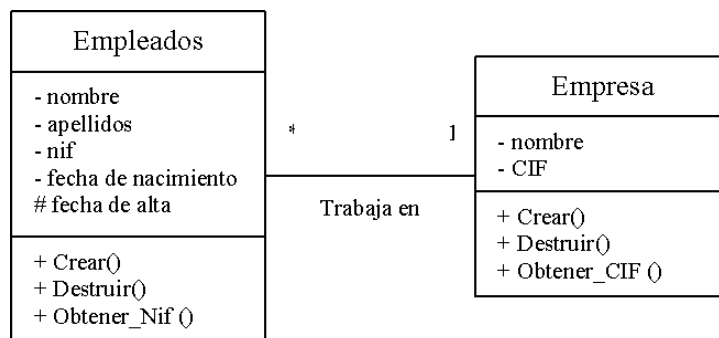 Empleados
- nombre
- apellidos
- nif
- fecha de nacimiento
# fecha de alta
+ Crear()
+ Destruir()
+ Obtener_Nif ()
*
1
Trabaja en
Empresa
- nombre
- CIF
+ Crear()
+ Destruir()
+ Obtener_CIF ()